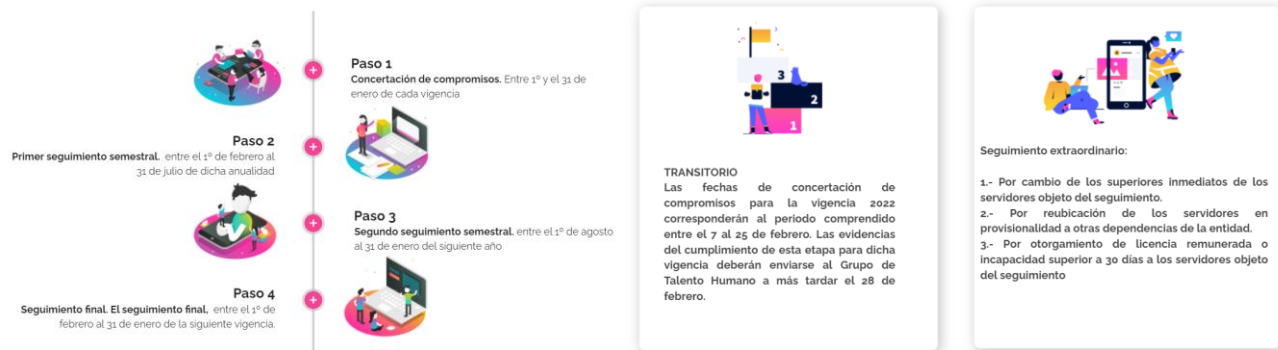 Paso 1
Concertación de compromisos. Entre 1º y el 31 de
enero de cada vigencia
Paso 2
Primer seguimiento semestral. entre el 1º de febrero al
31 de julio de dicha anualidad
Paso 3
Segundo seguimiento semestral. entre el 1º de agosto
al 31 de enero del siguiente año
Paso 4
Seguimiento final. El seguimiento final, entre el 1º de
febrero al 31 de enero de la siguiente vigencia.
3
2
1
TRANSITORIO
Las fechas de concertación de
compromisos para la vigencia 2022
corresponderán al periodo comprendido
entre el 7 al 25 de febrero. Las evidencias
del cumplimiento de esta etapa para dicha
vigencia deberán enviarse al Grupo de
Talento Humano a más tardar el 28 de
febrero.
Seguimiento extraordinario:
1.- Por cambio de los superiores inmediatos de los
servidores objeto del seguimiento.
2.- Por reubicación de los servidores en
provisionalidad a otras dependencias de la entidad.
3.- Por otorgamiento de licencia remunerada o
incapacidad superior a 30 días a los servidores objeto
del seguimiento